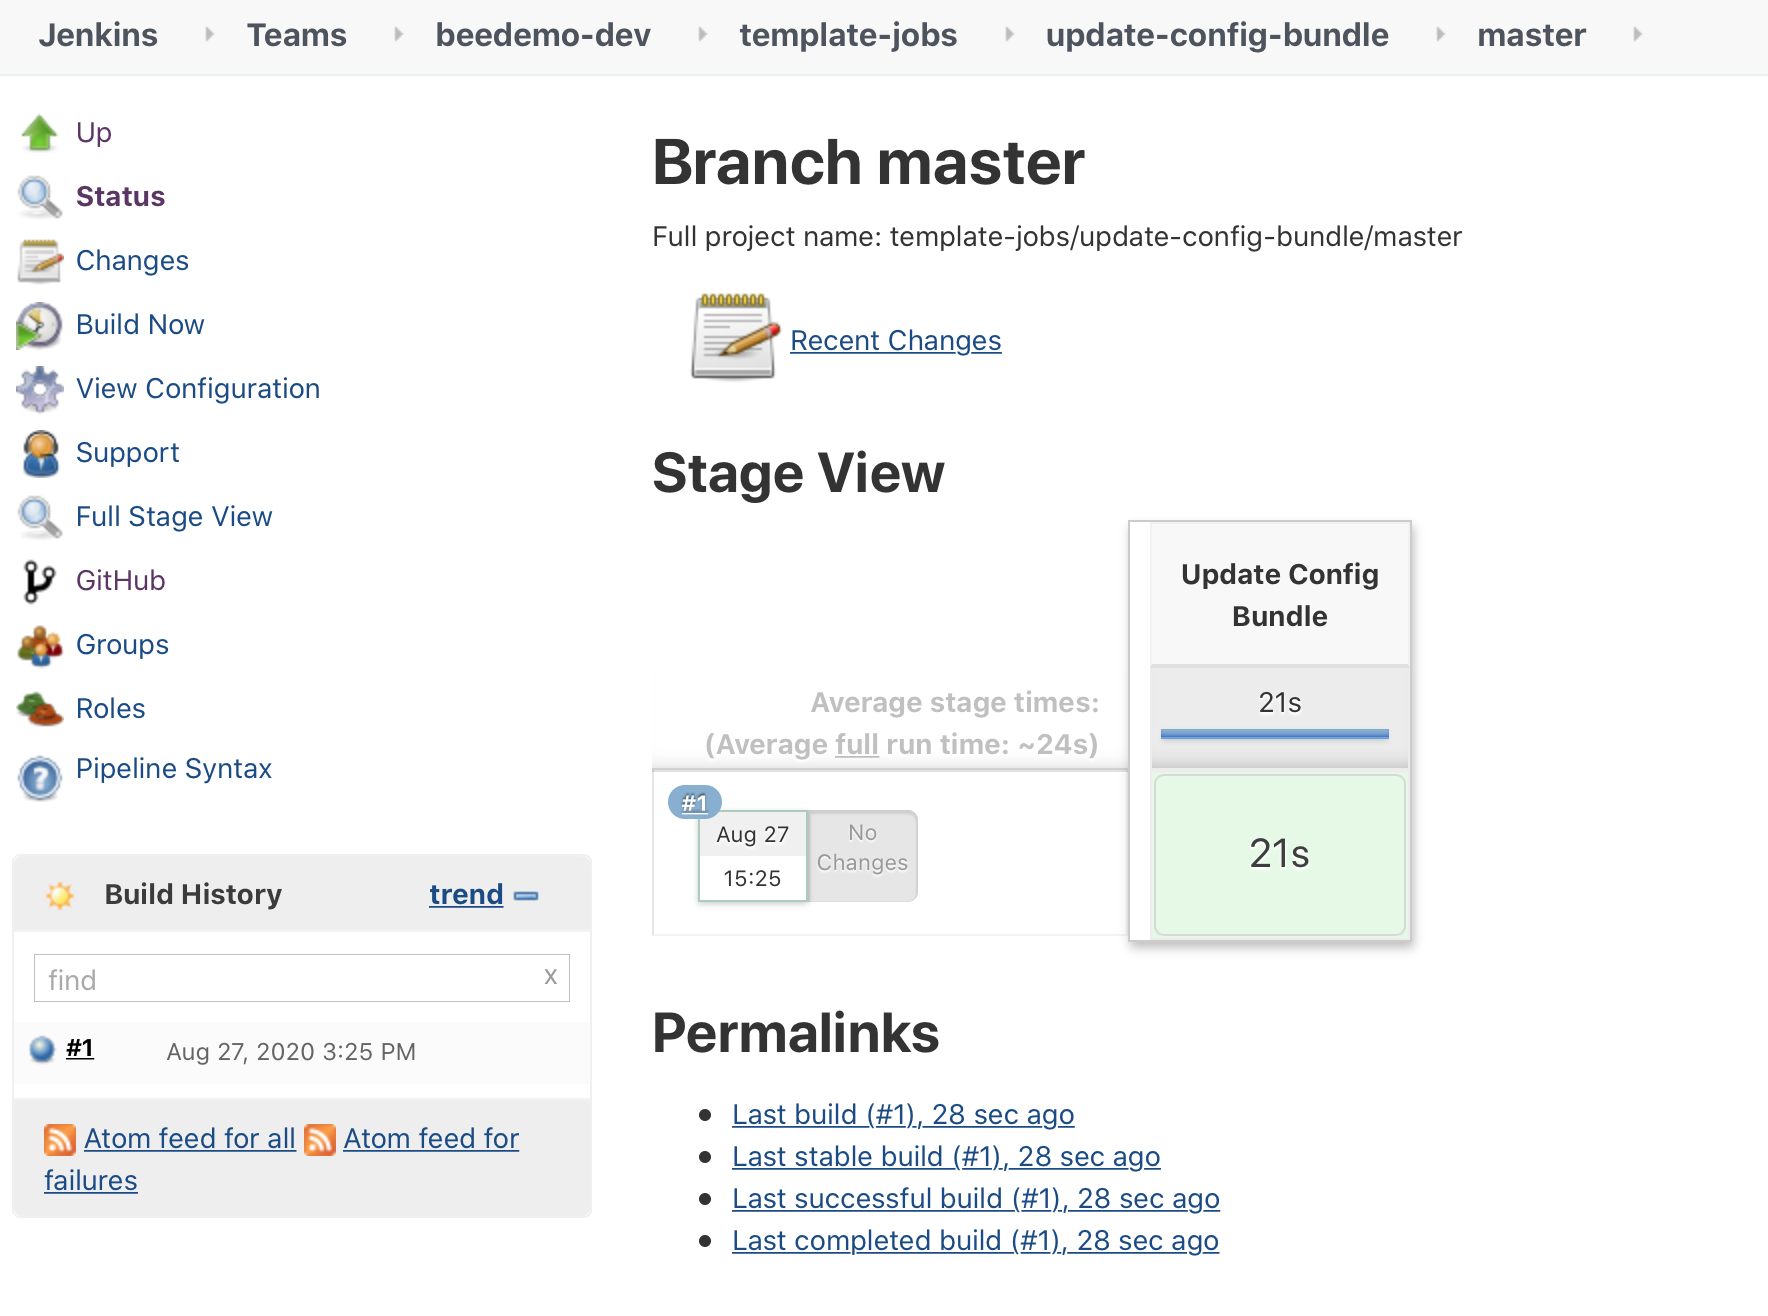 Jenkins Teams beedemo-dev template-jobs update-config-bundle master
Up
Status
Changes
Build Now
View Configuration
Support
Full Stage View
GitHub
Groups
Roles
Pipeline Syntax
Build History trend
find x
#1 Aug 27, 2020 3:25 PM
Atom feed for all Atom feed for
failures
Branch master
Full project name: template-jobs/update-config-bundle/master
Recent Changes
Stage View
Update Config
Bundle
Average stage times:
(Average full run time: ~24s)
21s
#1
Aug 27
15:25
No
Changes
21s
Permalinks
Last build (#1), 28 sec ago
Last stable build (#1), 28 sec ago
Last successful build (#1), 28 sec ago
Last completed build (#1), 28 sec ago